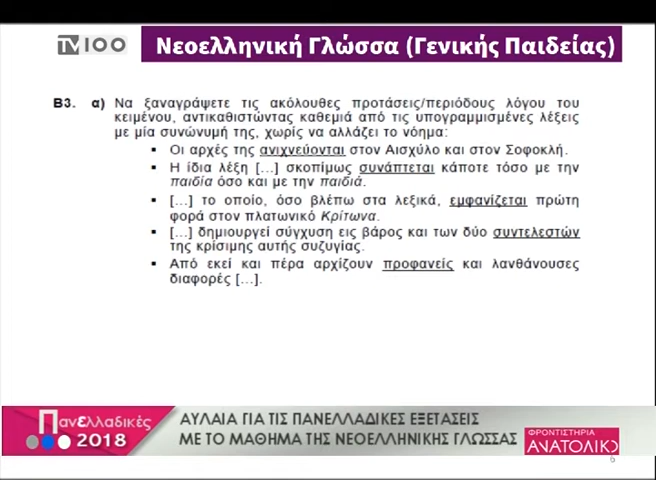 TV100
Νεοελληνική Γλώσσα (Γενικής Παιδείας)
Β3. α) Να ξαναγράψετε τις ακόλουθες προτάσεις/περιόδους λόγου του
κειμένου, αντικαθιστώντας καθεμιά από τις υπογραμμισμένες λέξεις
με μία συνώνυμή της, χωρίς να αλλάζει το νόημα:
▪ Οι αρχές της ανιχνεύονται στον Αισχύλο και στον Σοφοκλή.
▪ Η ίδια λέξη [...] σκοπίμως συνάπτεται κάποτε τόσο με την
παιδία όσο και με την παιδιά.
▪ [...] το οποίο, όσο βλέπω στα λεξικά, εμφανίζεται πρώτη
φορά στον πλατωνικό Κρίτωνα.
▪ [...] δημιουργεί σύγχυση εις βάρος και των δύο συντελεστών
της κρίσιμης αυτής συζυγίας.
▪ Από εκεί και πέρα αρχίζουν προφανείς και λανθάνουσες
διαφορές [...].
Πανελλαδικές
2018
ΑΥΛΑΙΑ ΓΙΑ ΤΙΣ ΠΑΝΕΛΛΑΔΙΚΕΣ ΕΞΕΤΑΣΕΙΣ
ΜΕ ΤΟ ΜΑΘΗΜΑ ΤΗΣ ΝΕΟΕΛΛΗΝΙΚΗΣ ΓΛΩΣΣΑΣ
ΦΡΟΝΤΙΣΤΗΡΙΑ
ΑΝΑΤΟΛΙΚΟ
6